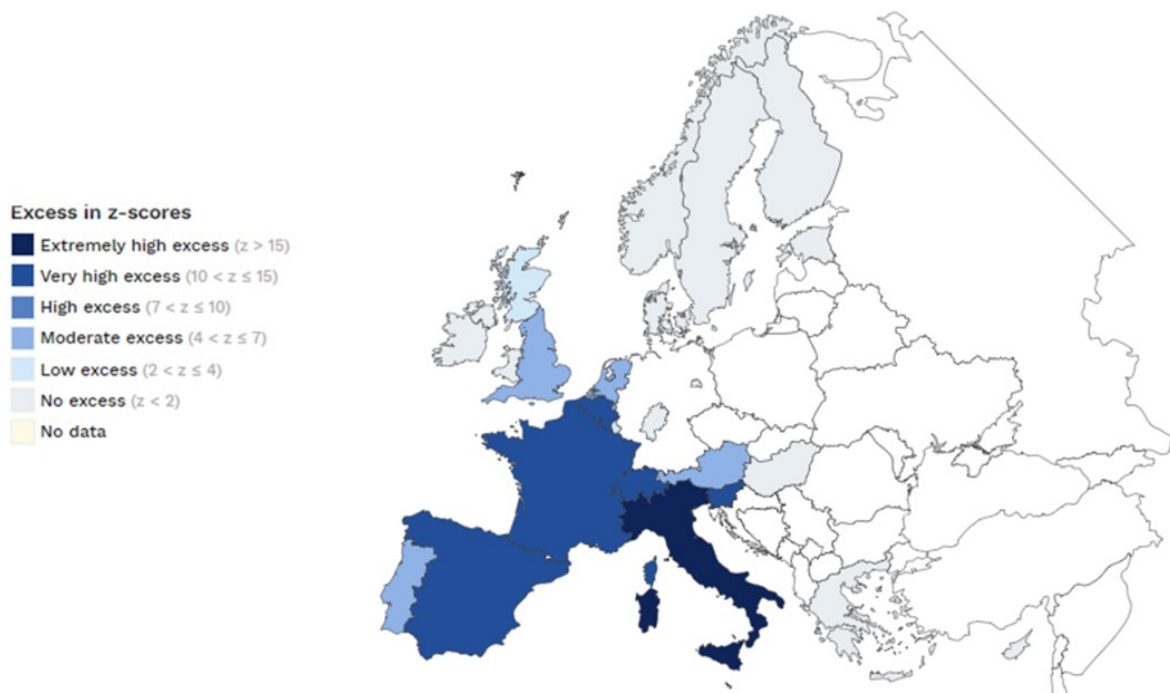 Excess in z-scores
Extremely high excess (z > 15)
Very high excess (10 < z ≤ 15)
High excess (7 < z ≤ 10)
Moderate excess (4 < z ≤ 7)
Low excess (2 < z ≤ 4)
No excess (z < 2)
No data